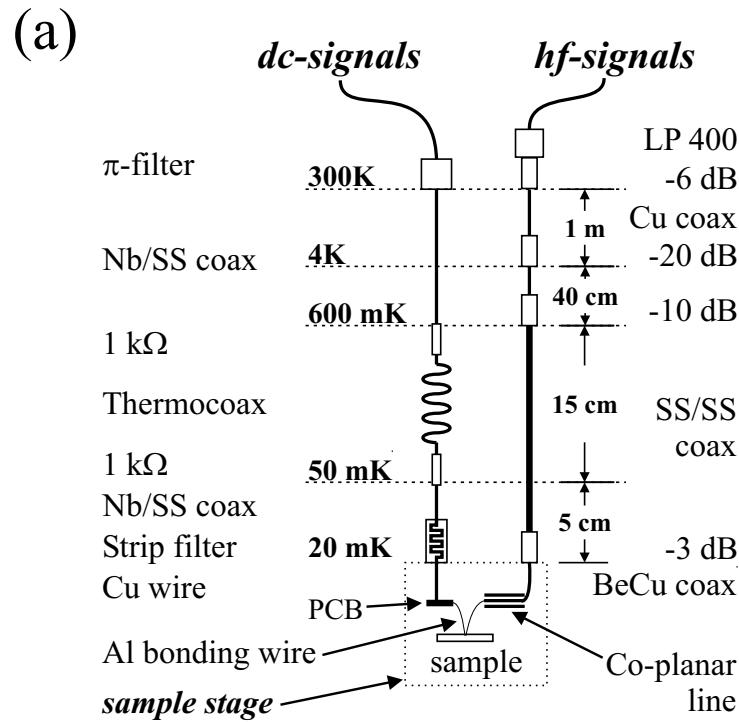 (a)
dc-signals hf-signals
LP 400
π-filter 300K -6 dB
1 m Cu coax
Nb/SS coax 4K -20 dB
40 cm
600 mK -10 dB
1 kΩ
Thermocoax 15 cm SS/SS
coax
1 kΩ 50 mK
Nb/SS coax 5 cm
Strip filter 20 mK -3 dB
Cu wire BeCu coax
PCB
Al bonding wire sample Co-planar
line
sample stage